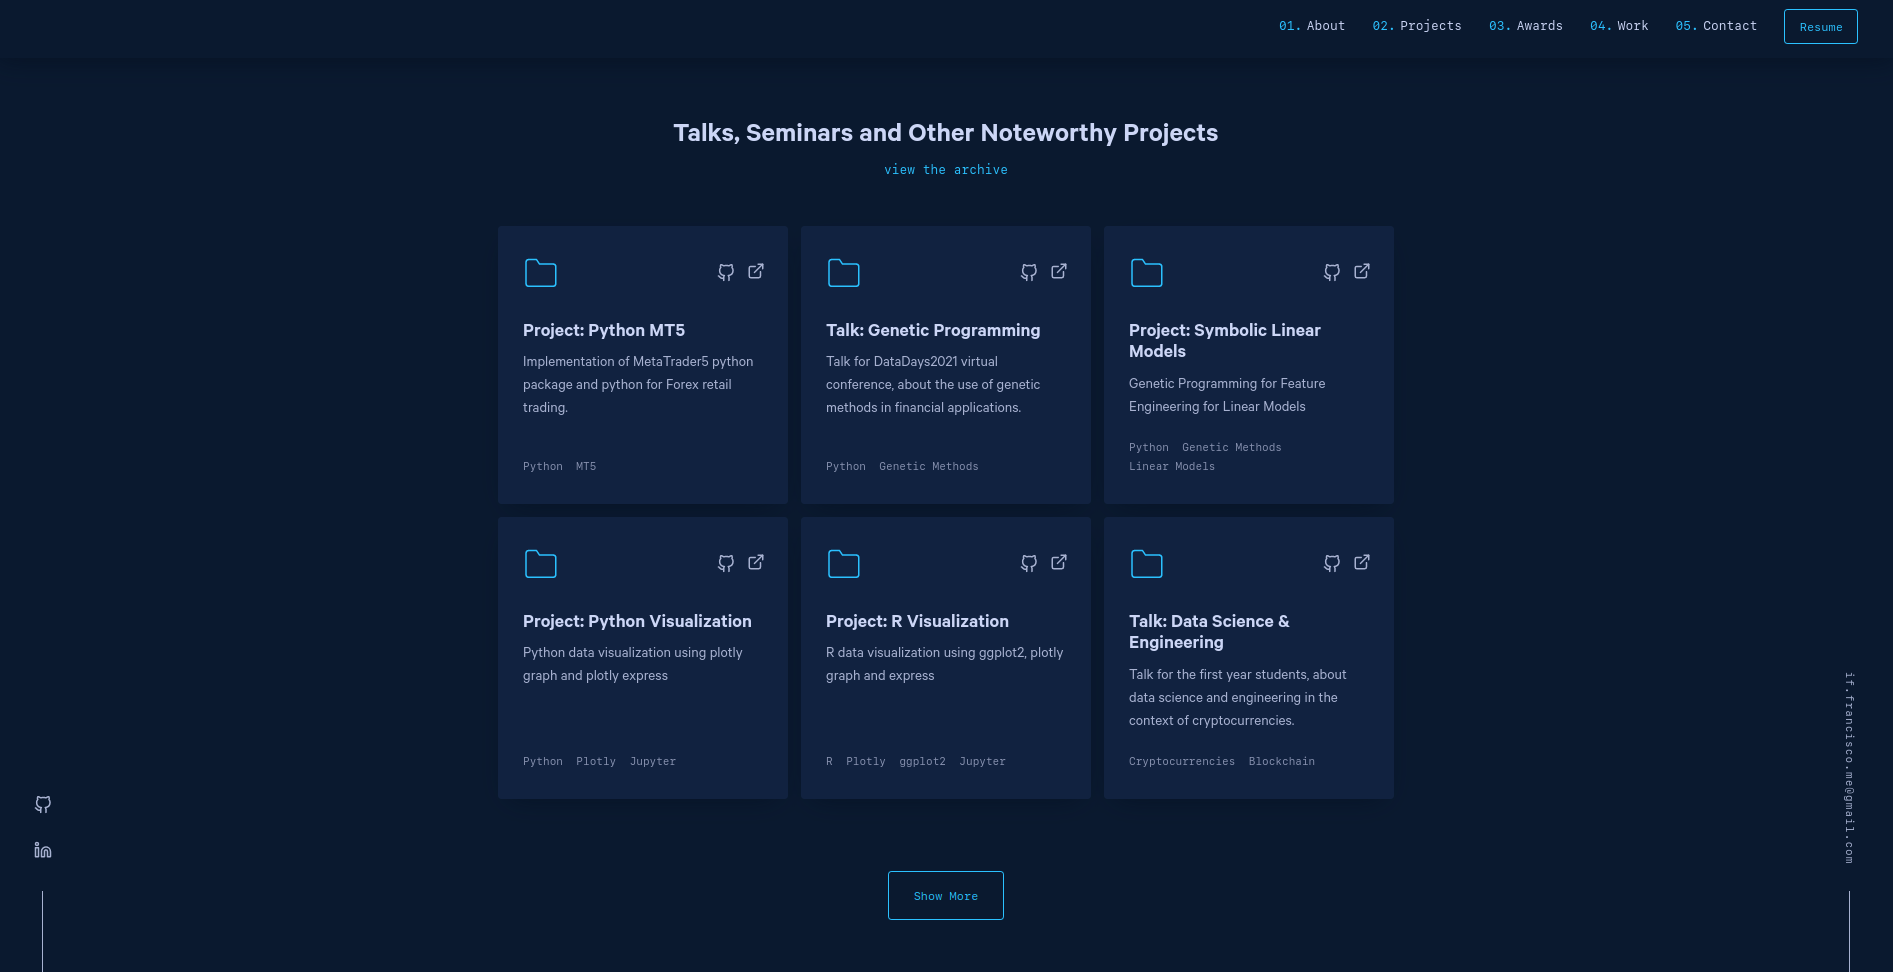 01. About 02. Projects 03. Awards 04. Work 05. Contact Resume
Talks, Seminars and Other Noteworthy Projects
view the archive
Project: Python MT5
Implementation of MetaTrader5 python
package and python for Forex retail
trading.
Python MT5
Talk: Genetic Programming
Talk for DataDays2021 virtual
conference, about the use of genetic
methods in financial applications.
Python Genetic Methods
Project: Symbolic Linear
Models
Genetic Programming for Feature
Engineering for Linear Models
Python Genetic Methods
Linear Models
Project: Python Visualization
Python data visualization using plotly
graph and plotly express
Python Plotly Jupyter
Project: R Visualization
R data visualization using ggplot2, plotly
graph and express
R Plotly ggplot2 Jupyter
Talk: Data Science &
Engineering
Talk for the first year students, about
data science and engineering in the
context of cryptocurrencies.
Cryptocurrencies Blockchain
Show More
if.francisco.me@gmail.com